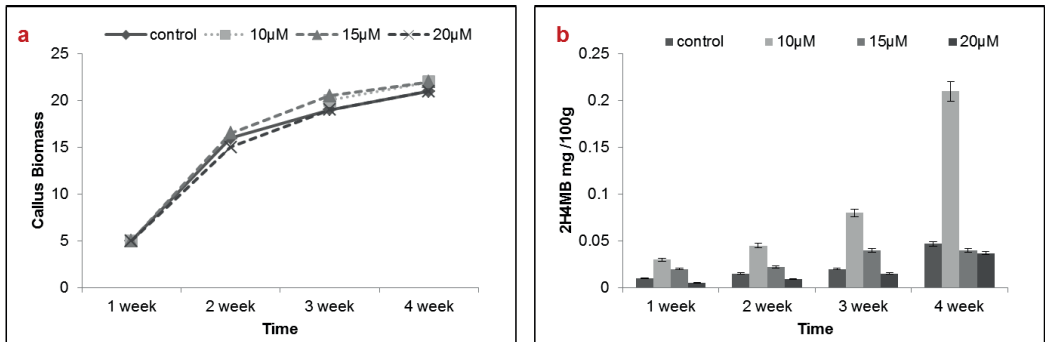 a
control 10µM 15µM 20µM
25
20
15
10
5
0
Callus Biomass
1 week 2 week 3 week 4 week
Time
b
control 10µM 15µM 20µM
0.25
0.2
0.15
0.1
0.05
0
2H4MB mg /100g
1 week 2 week 3 week 4 week
Time